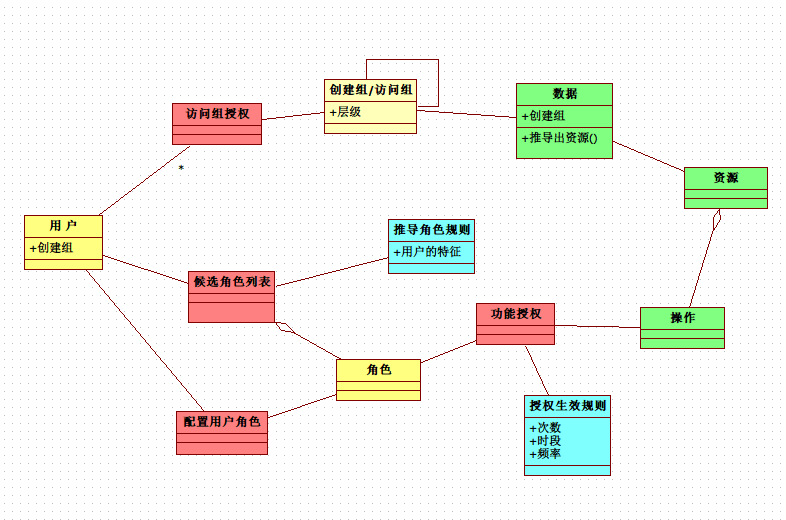 创建组/访问组
+层级
访问组授权
*
数据
+创建组
+推导出资源()
资源
用户
+创建组
推导角色规则
+用户的特征
候选角色列表
功能授权
操作
角色
配置用户角色
授权生效规则
+次数
+时段
+频率